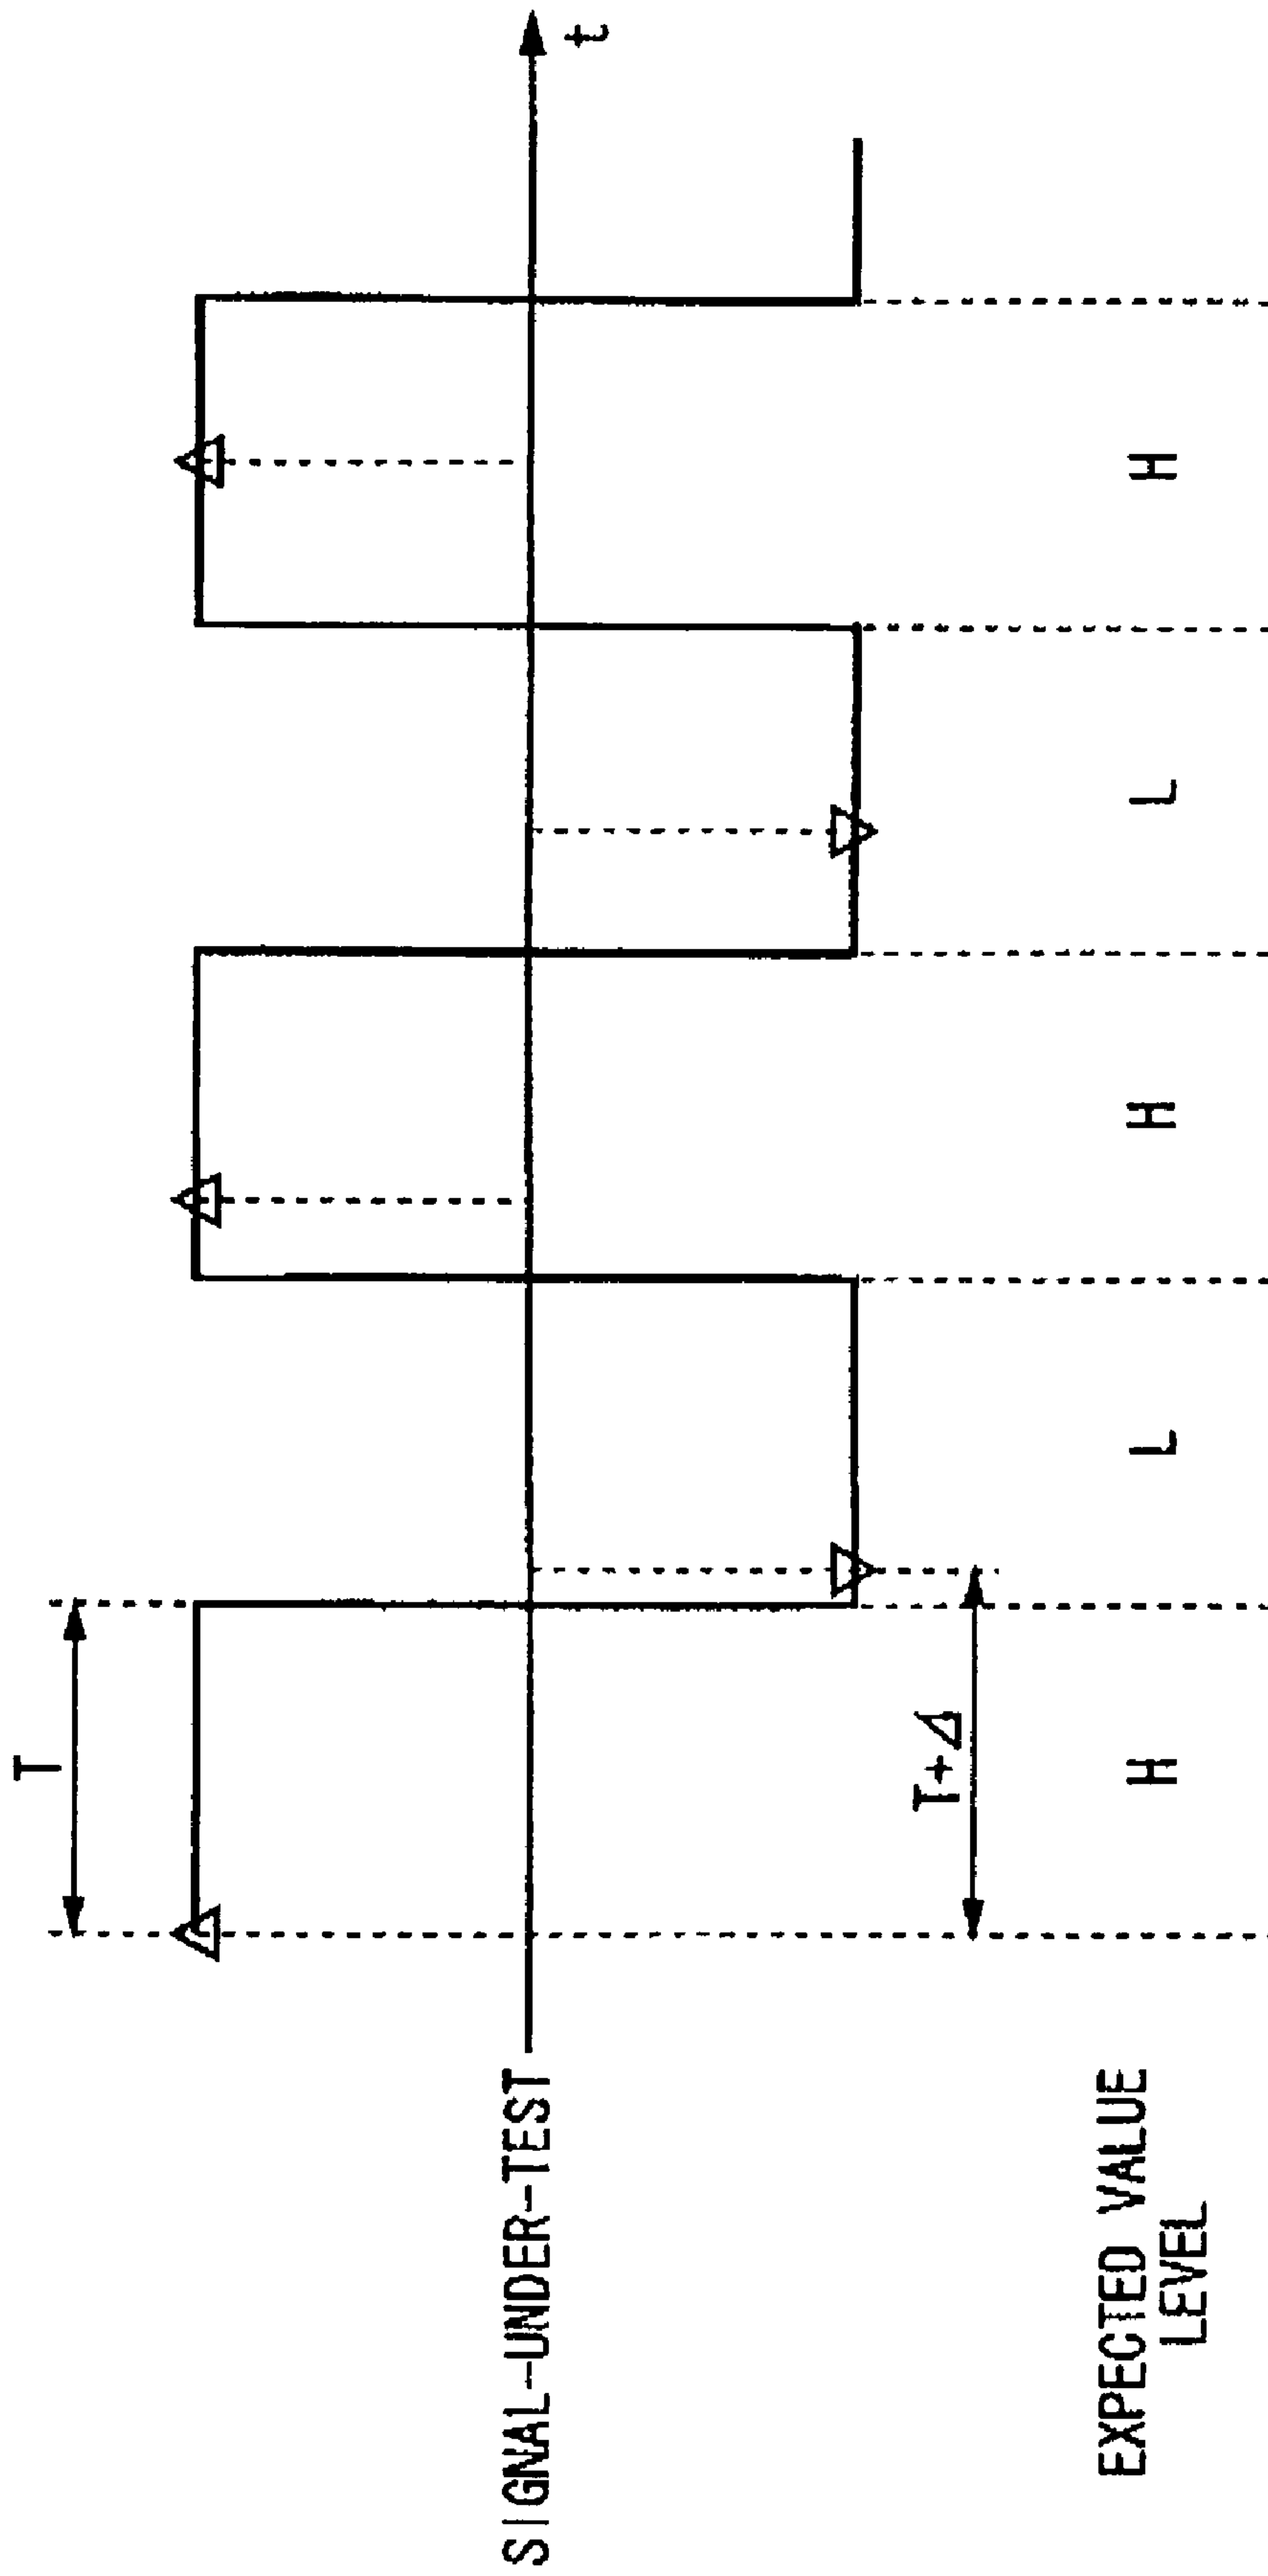 T
SIGNAL-UNDER-TEST
t
T+Δ
EXPECTED VALUE
LEVEL
H L H L H